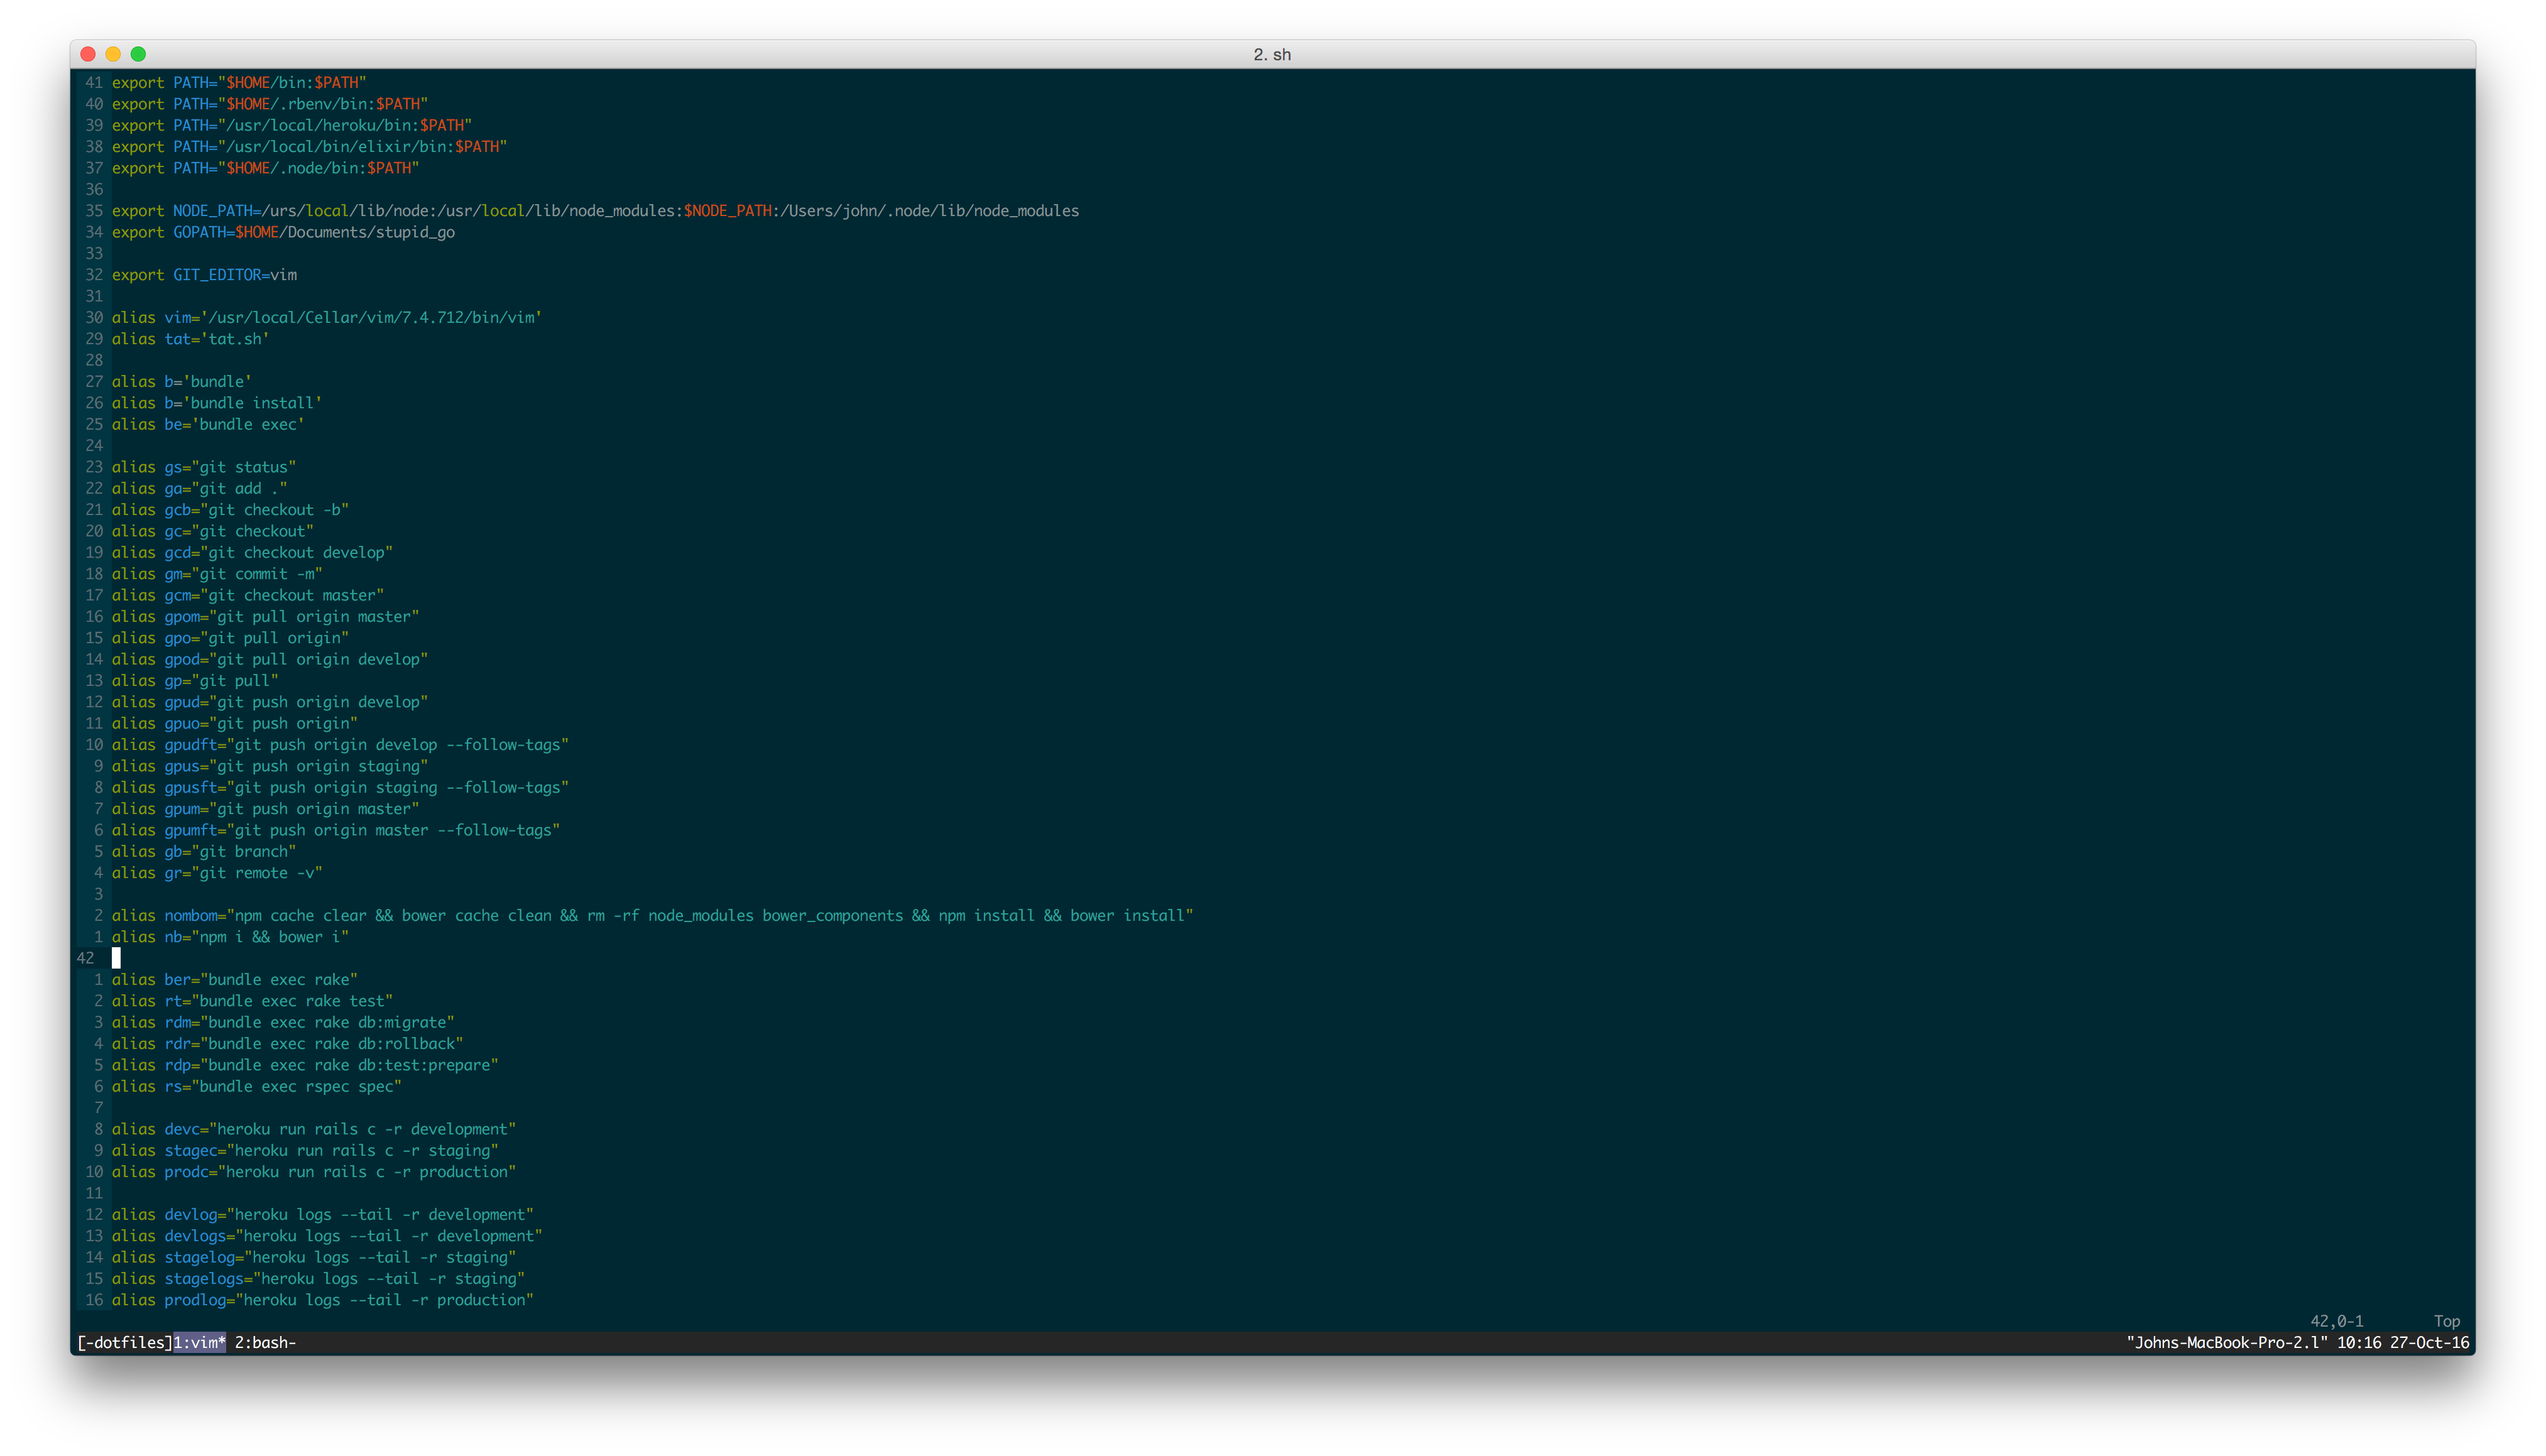 2. sh
41 export PATH="$HOME/bin:$PATH"
40 export PATH="$HOME/.rbenv/bin:$PATH"
39 export PATH="/usr/local/heroku/bin:$PATH"
38 export PATH="/usr/local/bin/elixir/bin:$PATH"
37 export PATH="$HOME/.node/bin:$PATH"
36
35 export NODE_PATH=/urs/local/lib/node:/usr/local/lib/node_modules:$NODE_PATH:/Users/john/.node/lib/node_modules
34 export GOPATH=$HOME/Documents/stupid_go
33
32 export GIT_EDITOR=vim
31
30 alias vim='/usr/local/Cellar/vim/7.4.712/bin/vim'
29 alias tat='tat.sh'
28
27 alias b='bundle'
26 alias b='bundle install'
25 alias be='bundle exec'
24
23 alias gs="git status"
22 alias ga="git add ."
21 alias gcb="git checkout -b"
20 alias gc="git checkout"
19 alias gcd="git checkout develop"
18 alias gm="git commit -m"
17 alias gcm="git checkout master"
16 alias gpom="git pull origin master"
15 alias gpo="git pull origin"
14 alias gpod="git pull origin develop"
13 alias gp="git pull"
12 alias gpud="git push origin develop"
11 alias gpuo="git push origin"
10 alias gpudft="git push origin develop --follow-tags"
9 alias gpus="git push origin staging"
8 alias gpusft="git push origin staging --follow-tags"
7 alias gpum="git push origin master"
6 alias gpumft="git push origin master --follow-tags"
5 alias gb="git branch"
4 alias gr="git remote -v"
3
2 alias nombom="npm cache clear && bower cache clean && rm -rf node_modules bower_components && npm install && bower install"
1 alias nb="npm i && bower i"
42
1 alias ber="bundle exec rake"
2 alias rt="bundle exec rake test"
3 alias rdm="bundle exec rake db:migrate"
4 alias rdr="bundle exec rake db:rollback"
5 alias rdp="bundle exec rake db:test:prepare"
6 alias rs="bundle exec rspec spec"
7
8 alias devc="heroku run rails c -r development"
9 alias stagec="heroku run rails c -r staging"
10 alias prodc="heroku run rails c -r production"
11
12 alias devlog="heroku logs --tail -r development"
13 alias devlogs="heroku logs --tail -r development"
14 alias stagelog="heroku logs --tail -r staging"
15 alias stagelogs="heroku logs --tail -r staging"
16 alias prodlog="heroku logs --tail -r production"
42,0-1 Top
[-dotfiles]1:vim* 2:bash- "Johns-MacBook-Pro-2.l" 10:16 27-Oct-16